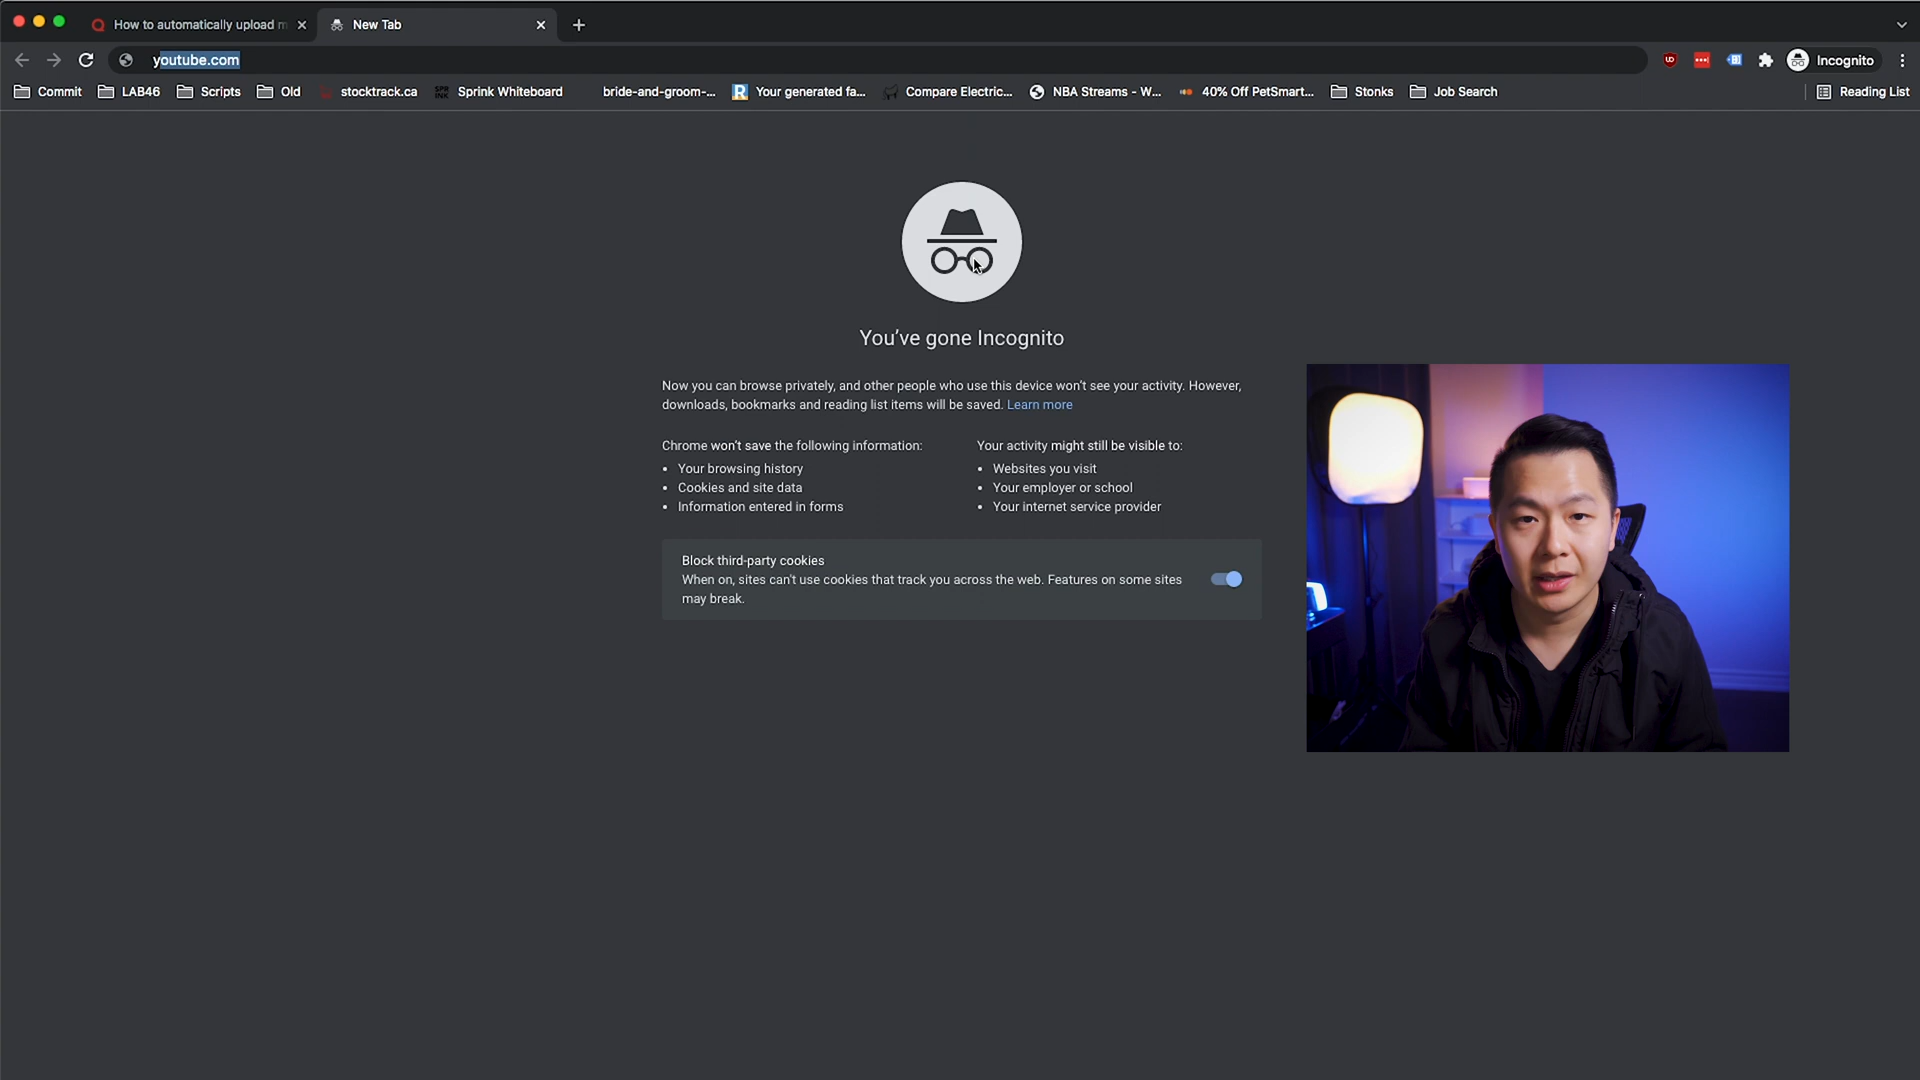 How to automatically upload m
New Tab
youtube.com
Incognito
Commit
LAB46
Scripts
Old
stocktrack.ca
Sprink Whiteboard
bride-and-groom-...
Your generated fa...
Compare Electric...
NBA Streams - W...
40% Off PetSmart...
Stonks
Job Search
Reading List
You've gone Incognito
Now you can browse privately, and other people who use this device won't see your activity. However,
downloads, bookmarks and reading list items will be saved. Learn more
Chrome won't save the following information:
Your browsing history
Cookies and site data
Information entered in forms
Your activity might still be visible to:
Websites you visit
Your employer or school
Your internet service provider
Block third-party cookies
When on, sites can't use cookies that track you across the web. Features on some sites
may break.